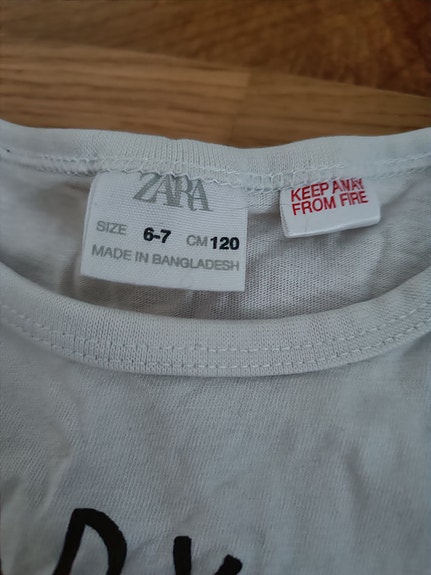 ZARA
SIZE 6-7 CM 120
MADE IN BANGLADESH
KEEP AWAY
FROM FIRE